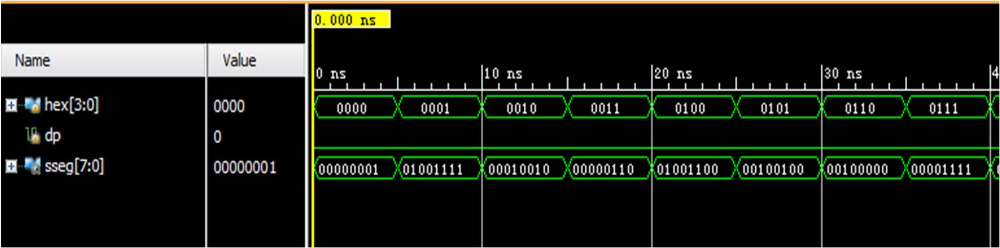 0.000 ns
Name Value
0 ns 10 ns 20 ns 30 ns 4
hex[3:0] 0000 0000 0001 0010 0011 0100 0101 0110 0111
dp 0
sseg[7:0] 00000001 00000001 01001111 00010010 00000110 01001100 00100100 00100000 00001111